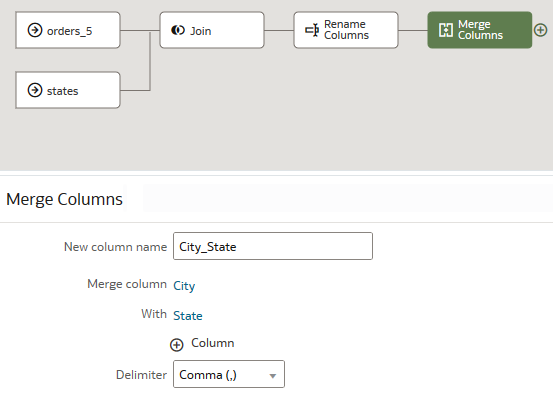 orders_5
Join
Rename
Columns
Merge
Columns
states
Merge Columns
New column name City_State
Merge column City
With State
Column
Delimiter Comma (,)